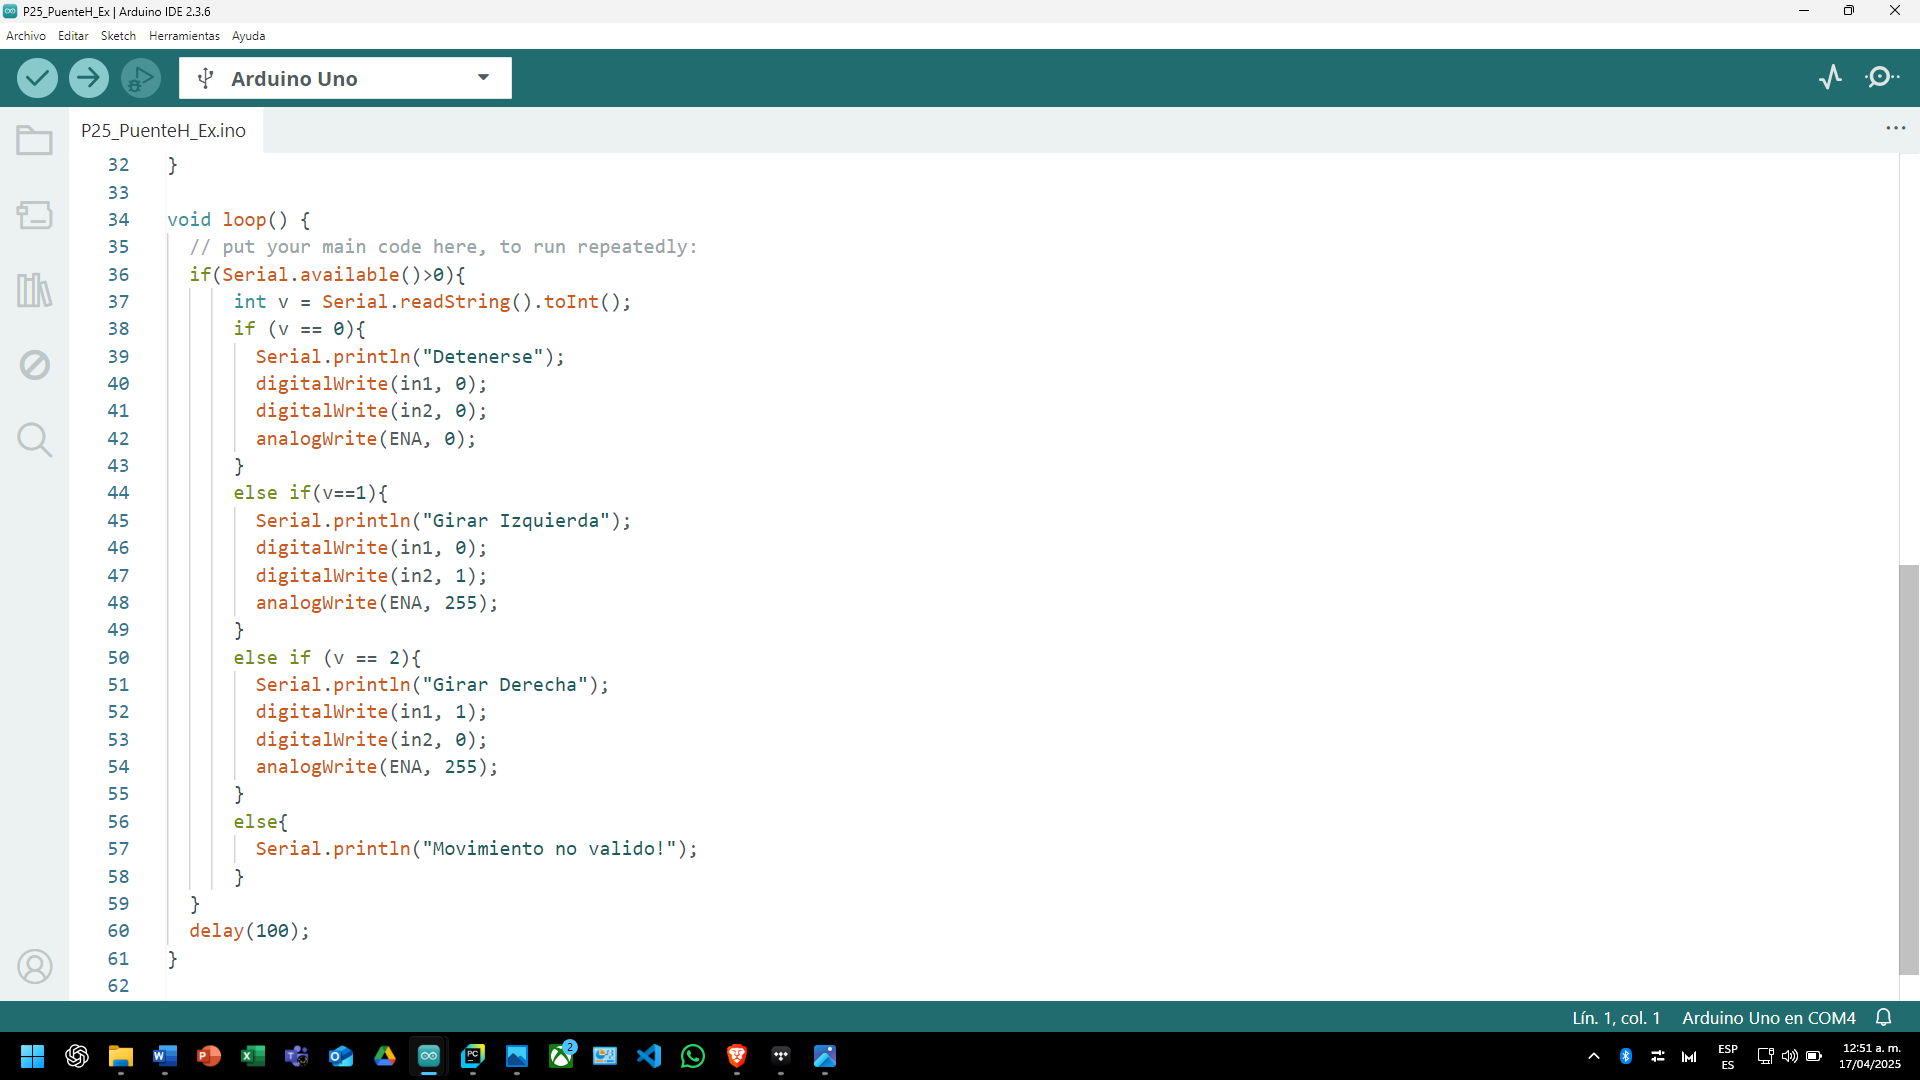 P25_PuenteH_Ex | Arduino IDE 2.3.6
Archivo Editar Sketch Herramientas Ayuda
Arduino Uno
P25_PuenteH_Ex.ino
32 }
33
34 void loop() {
35 // put your main code here, to run repeatedly:
36 if(Serial.available()>0){
37 int v = Serial.readString().toInt();
38 if (v == 0){
39 Serial.println("Detenerse");
40 digitalWrite(in1, 0);
41 digitalWrite(in2, 0);
42 analogWrite(ENA, 0);
43 }
44 else if(v==1){
45 Serial.println("Girar Izquierda");
46 digitalWrite(in1, 0);
47 digitalWrite(in2, 1);
48 analogWrite(ENA, 255);
49 }
50 else if (v == 2){
51 Serial.println("Girar Derecha");
52 digitalWrite(in1, 1);
53 digitalWrite(in2, 0);
54 analogWrite(ENA, 255);
55 }
56 else{
57 Serial.println("Movimiento no valido!");
58 }
59 }
60 delay(100);
61 }
62
Lín. 1, col. 1 Arduino Uno en COM4
2
ESP
ES
12:51 a. m.
17/04/2025